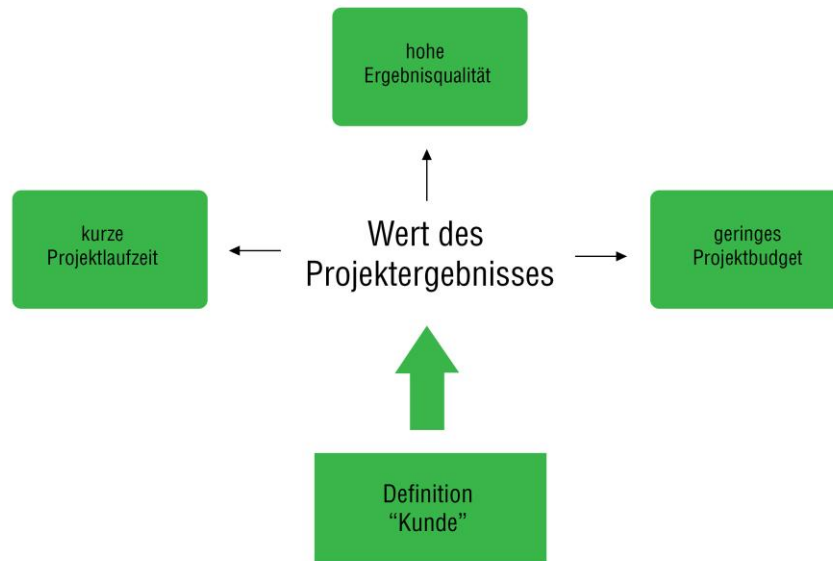 hohe
Ergebnisqualität
kurze
Projektlaufzeit
Wert des
Projektergebnisses
geringes
Projektbudget
Definition
“Kunde”